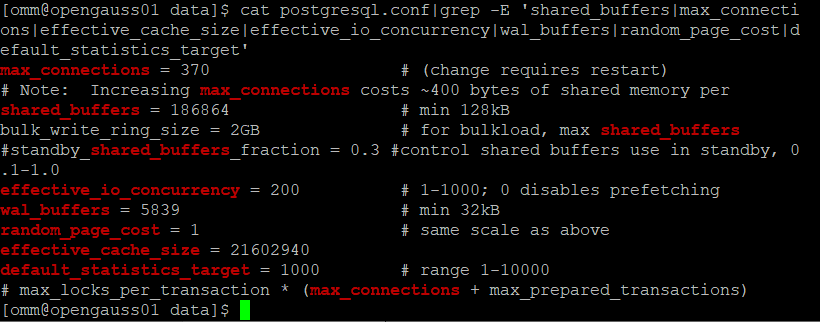 [omm@opengauss01 data]$ cat postgresql.conf|grep -E 'shared_buffers|max_connecti
ons|effective_cache_size|effective_io_concurrency|wal_buffers|random_page_cost|d
efault_statistics_target'
max_connections = 370                   # (change requires restart)
# Note:  Increasing max_connections costs ~400 bytes of shared memory per
shared_buffers = 186864                 # min 128kB
bulk_write_ring_size = 2GB              # for bulkload, max shared_buffers
#standby_shared_buffers_fraction = 0.3 #control shared buffers use in standby, 0
.1-1.0
effective_io_concurrency = 200          # 1-1000; 0 disables prefetching
wal_buffers = 5839                      # min 32kB
random_page_cost = 1                    # same scale as above
effective_cache_size = 21602940
default_statistics_target = 1000        # range 1-10000
# max_locks_per_transaction * (max_connections + max_prepared_transactions)
[omm@opengauss01 data]$